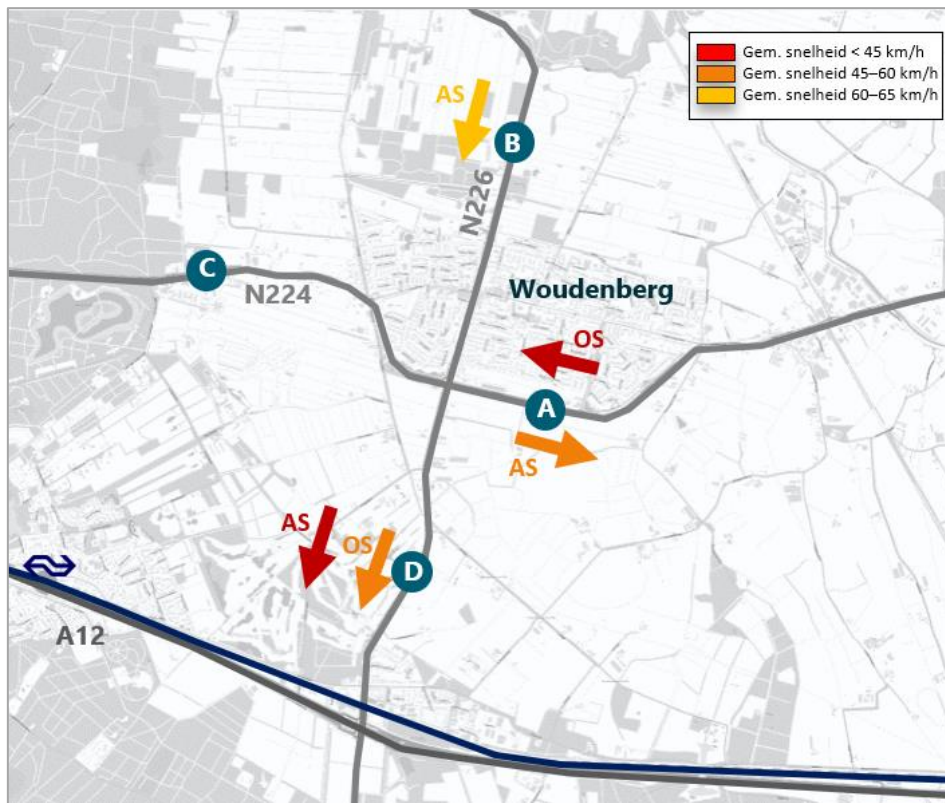 Gem. snelheid < 45 km/h
Gem. snelheid 45–60 km/h
Gem. snelheid 60–65 km/h
AS
B
N226
C
N224
Woudenberg
OS
A
AS
AS
OS
D
A12